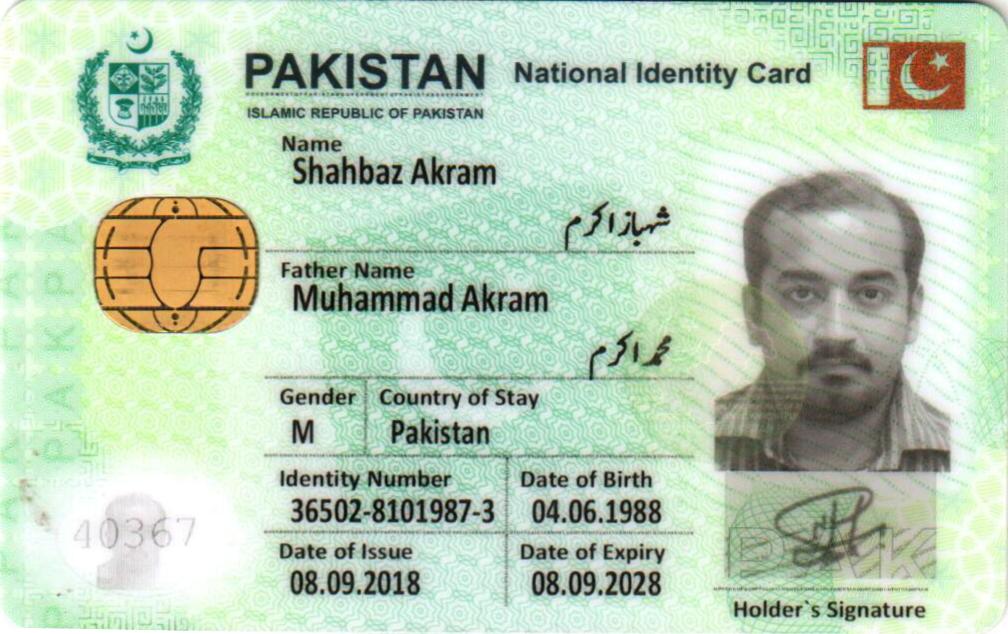 PAKISTAN National Identity Card
ISLAMIC REPUBLIC OF PAKISTAN
Name
Shahbaz Akram
شہباز اکرم
Father Name
Muhammad Akram
محمد اکرم
Gender Country of Stay
M Pakistan
Identity Number Date of Birth
36502-8101987-3 04.06.1988
Date of Issue Date of Expiry
08.09.2018 08.09.2028
40367
PAK
Holder`s Signature